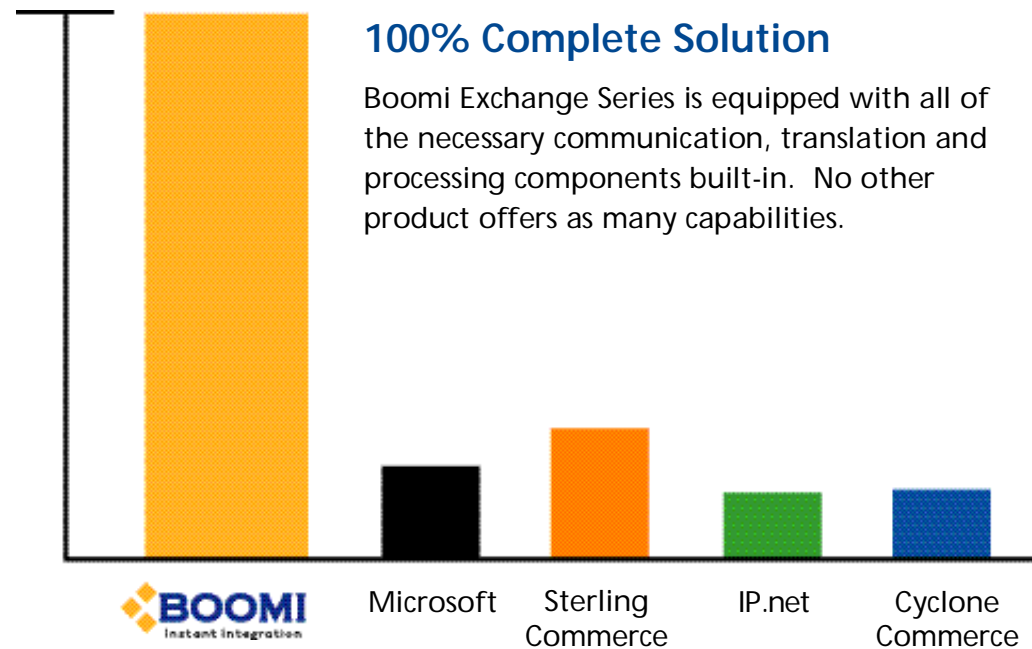 100% Complete Solution
Boomi Exchange Series is equipped with all of
the necessary communication, translation and
processing components built-in.  No other
product offers as many capabilities.
BOOMI
Instant Integration
Microsoft
Sterling
Commerce
IP.net
Cyclone
Commerce